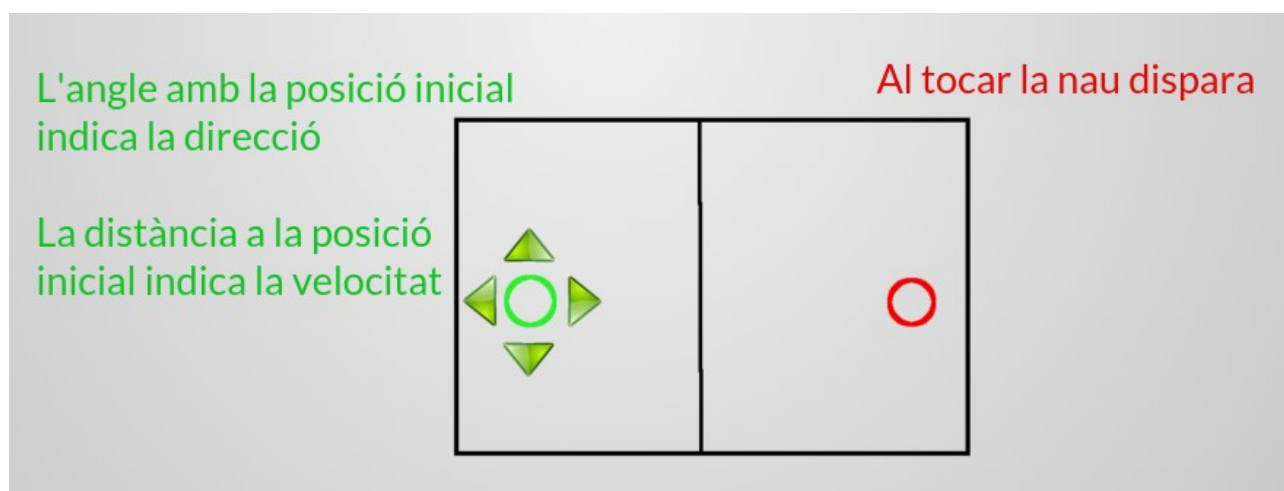 L'angle amb la posició inicial
indica la direcció
La distància a la posició
inicial indica la velocitat
Al tocar la nau dispara